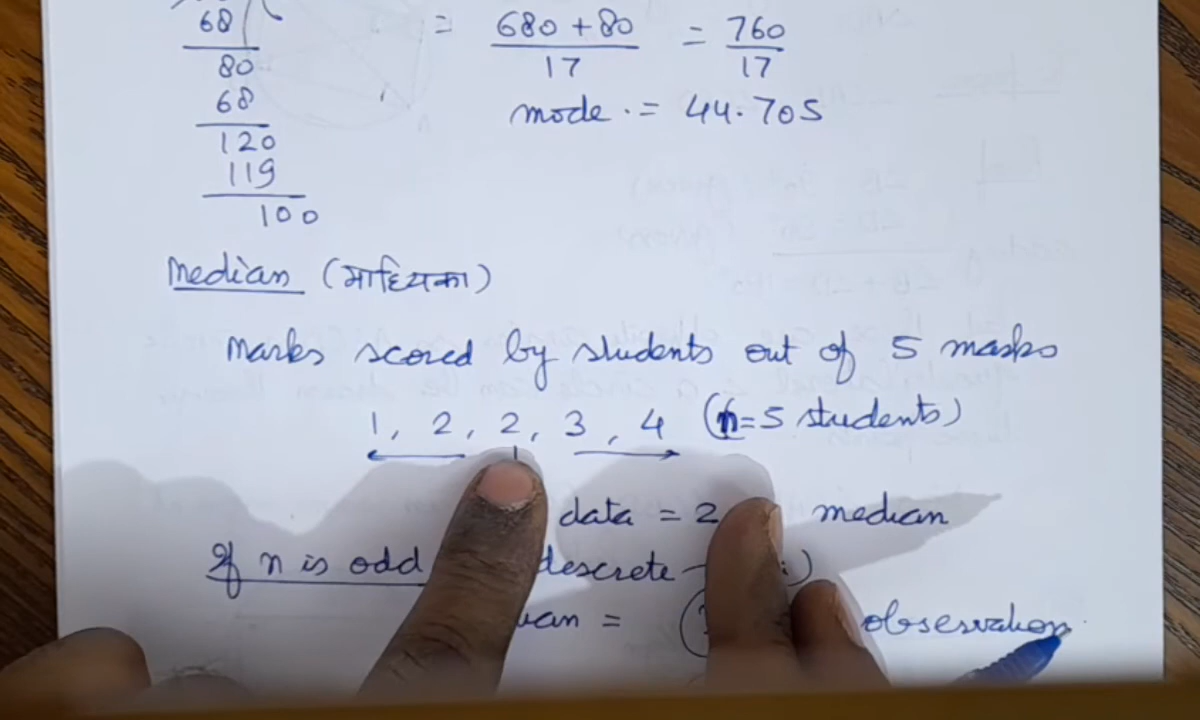 68
80
68
120
119
100
= 680 + 80 / 17 = 760 / 17
mode = 44.705
Median (माध्यिका)
Marks scored by students out of 5 marks
1, 2, 2, 3, 4 (n=5 students)
data = 2 median
If n is odd descrete
= observation